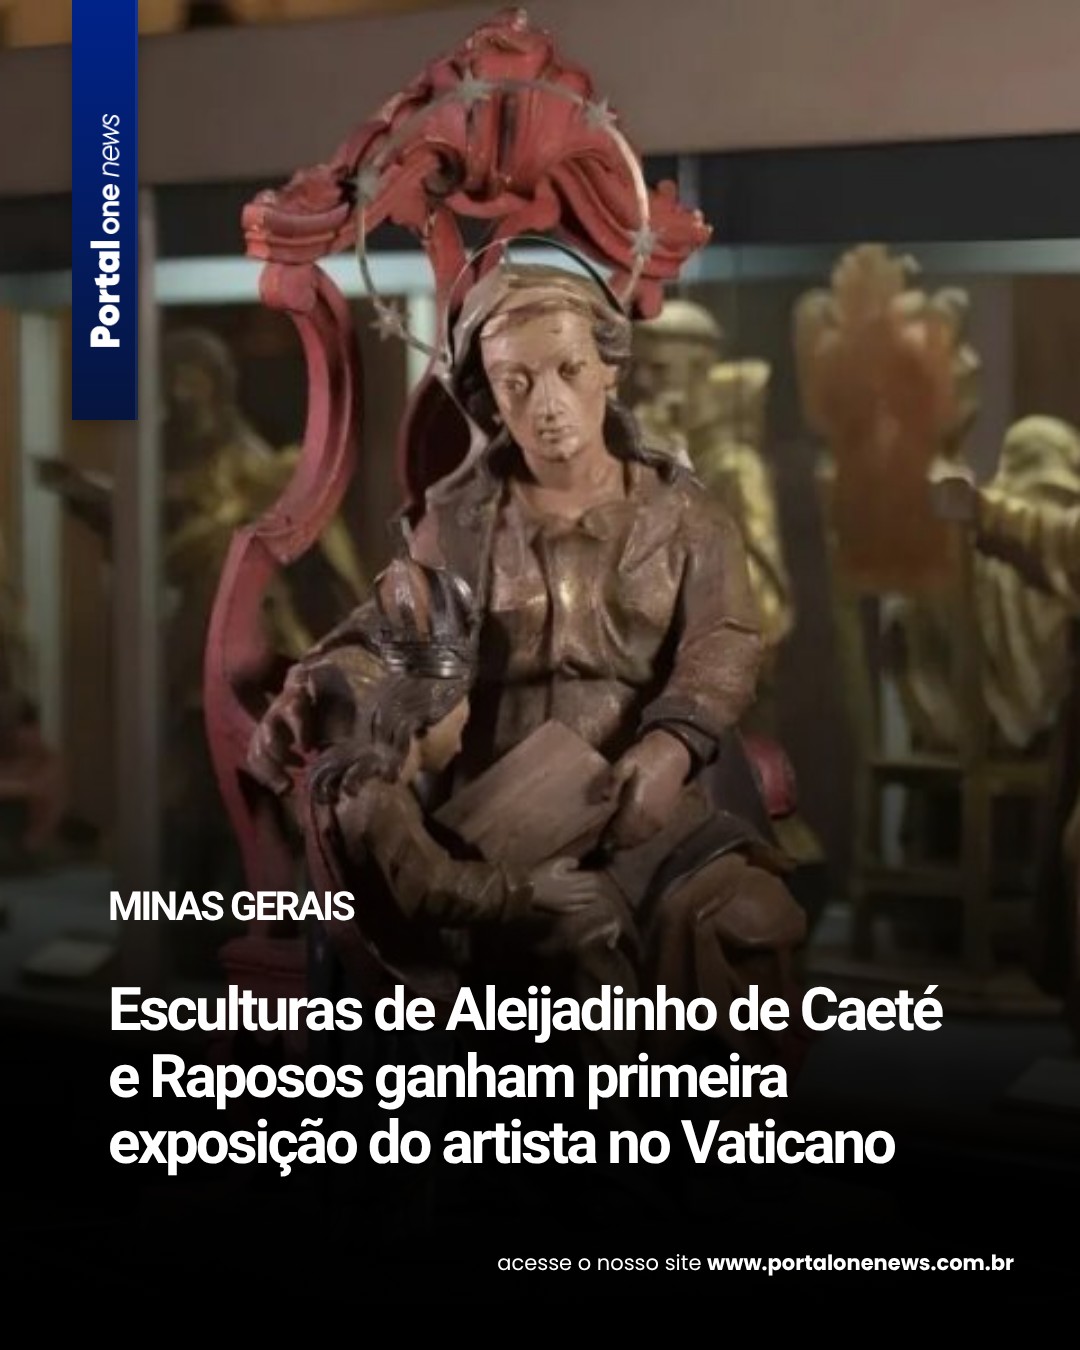 Portal one news
MINAS GERAIS
Esculturas de Aleijadinho de Caeté
e Raposos ganham primeira
exposição do artista no Vaticano
acesse o nosso site www.portalonenews.com.br